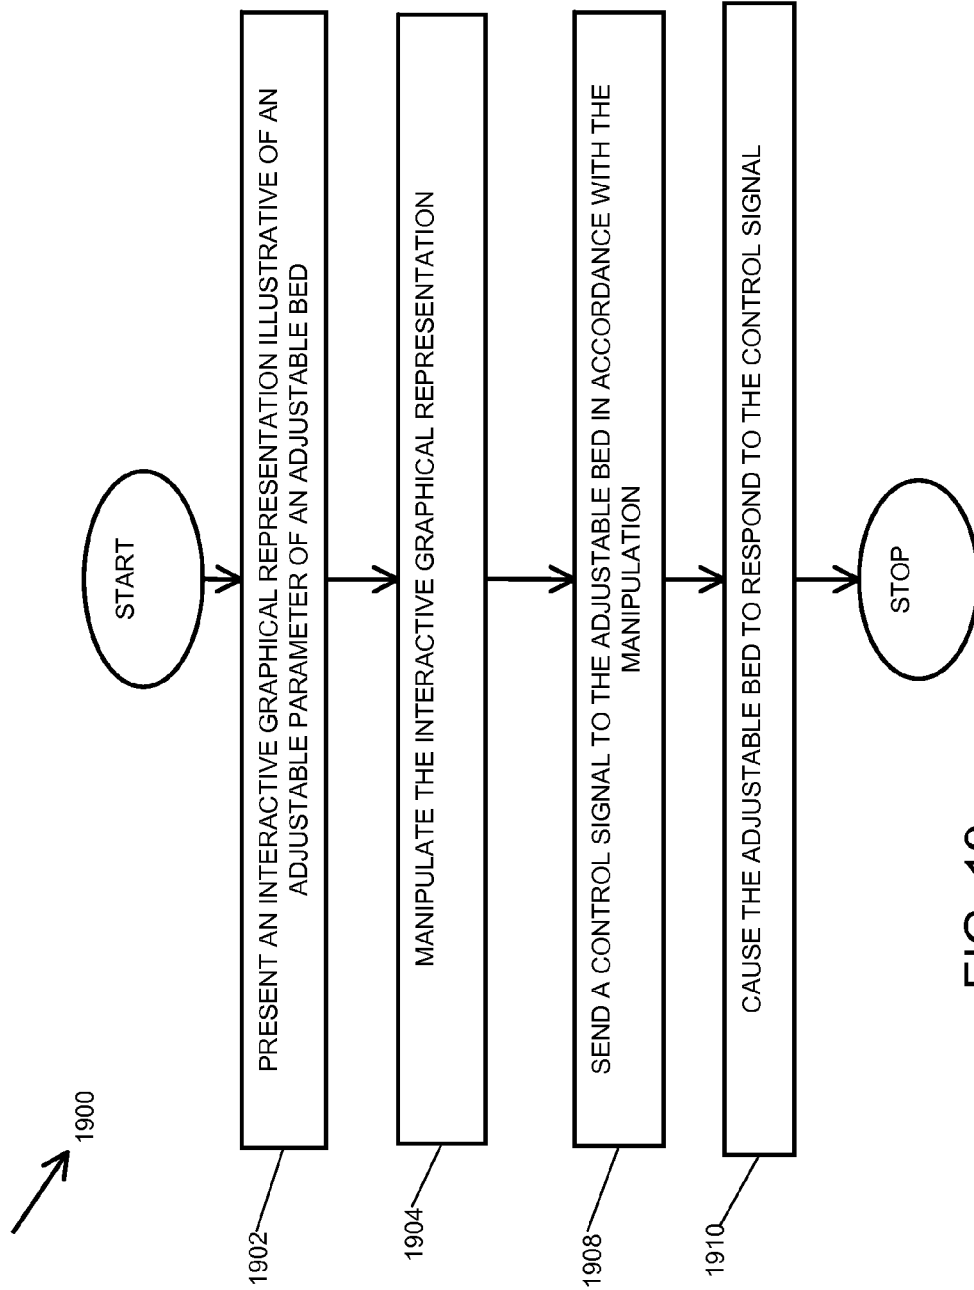 1900
START
1902
PRESENT AN INTERACTIVE GRAPHICAL REPRESENTATION ILLUSTRATIVE OF AN
ADJUSTABLE PARAMETER OF AN ADJUSTABLE BED
1904
MANIPULATE THE INTERACTIVE GRAPHICAL REPRESENTATION
1908
SEND A CONTROL SIGNAL TO THE ADJUSTABLE BED IN ACCORDANCE WITH THE
MANIPULATION
1910
CAUSE THE ADJUSTABLE BED TO RESPOND TO THE CONTROL SIGNAL
STOP
FIG. 19